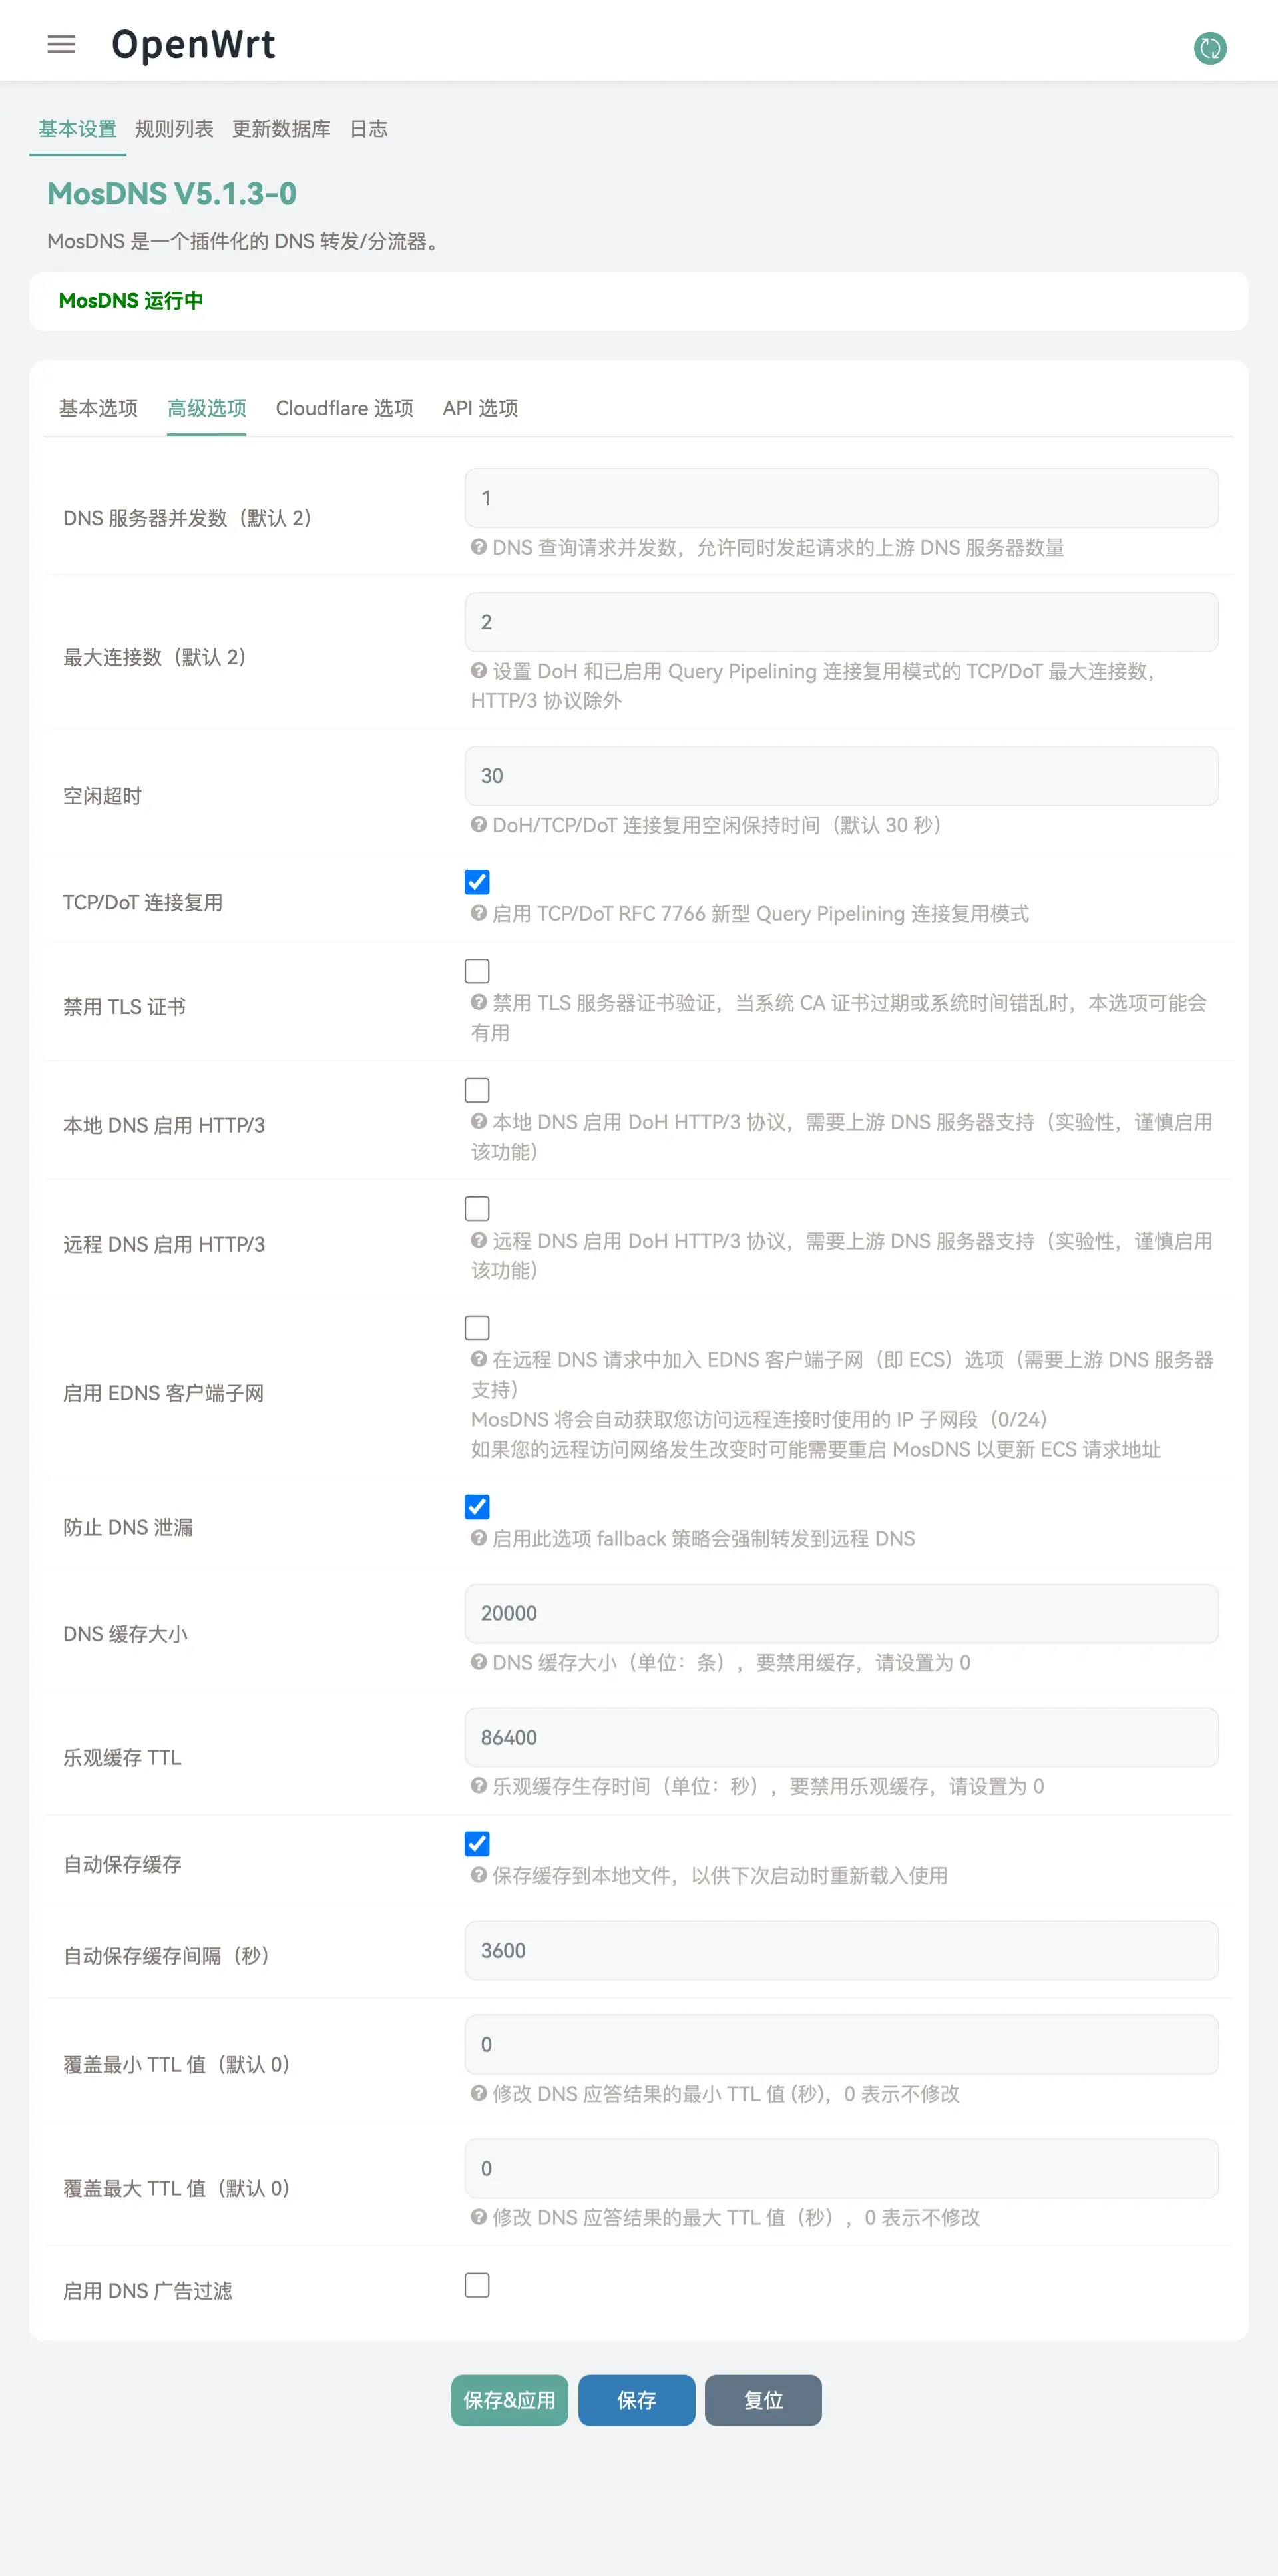 OpenWrt
基本设置 规则列表 更新数据库 日志
MosDNS V5.1.3-0
MosDNS 是一个插件化的 DNS 转发/分流器。
MosDNS 运行中
基本选项 高级选项 Cloudflare 选项 API 选项
DNS 服务器并发数（默认 2）
1
DNS 查询请求并发数，允许同时发起请求的上游 DNS 服务器数量
最大连接数（默认 2）
2
设置 DoH 和已启用 Query Pipelining 连接复用模式的 TCP/DoT 最大连接数，
HTTP/3 协议除外
空闲超时
30
DoH/TCP/DoT 连接复用空闲保持时间（默认 30 秒）
TCP/DoT 连接复用
启用 TCP/DoT RFC 7766 新型 Query Pipelining 连接复用模式
禁用 TLS 证书
禁用 TLS 服务器证书验证，当系统 CA 证书过期或系统时间错乱时，本选项可能会
有用
本地 DNS 启用 HTTP/3
本地 DNS 启用 DoH HTTP/3 协议，需要上游 DNS 服务器支持（实验性，谨慎启用
该功能）
远程 DNS 启用 HTTP/3
远程 DNS 启用 DoH HTTP/3 协议，需要上游 DNS 服务器支持（实验性，谨慎启用
该功能）
启用 EDNS 客户端子网
在远程 DNS 请求中加入 EDNS 客户端子网（即 ECS）选项（需要上游 DNS 服务器
支持）
MosDNS 将会自动获取您访问远程连接时使用的 IP 子网段（0/24）
如果您的远程访问网络发生改变时可能需要重启 MosDNS 以更新 ECS 请求地址
防止 DNS 泄漏
启用此选项 fallback 策略会强制转发到远程 DNS
DNS 缓存大小
20000
DNS 缓存大小（单位：条），要禁用缓存，请设置为 0
乐观缓存 TTL
86400
乐观缓存生存时间（单位：秒），要禁用乐观缓存，请设置为 0
自动保存缓存
保存缓存到本地文件，以供下次启动时重新载入使用
自动保存缓存间隔（秒）
3600
覆盖最小 TTL 值（默认 0）
0
修改 DNS 应答结果的最小 TTL 值 (秒)，0 表示不修改
覆盖最大 TTL 值（默认 0）
0
修改 DNS 应答结果的最大 TTL 值（秒），0 表示不修改
启用 DNS 广告过滤
保存&应用 保存 复位